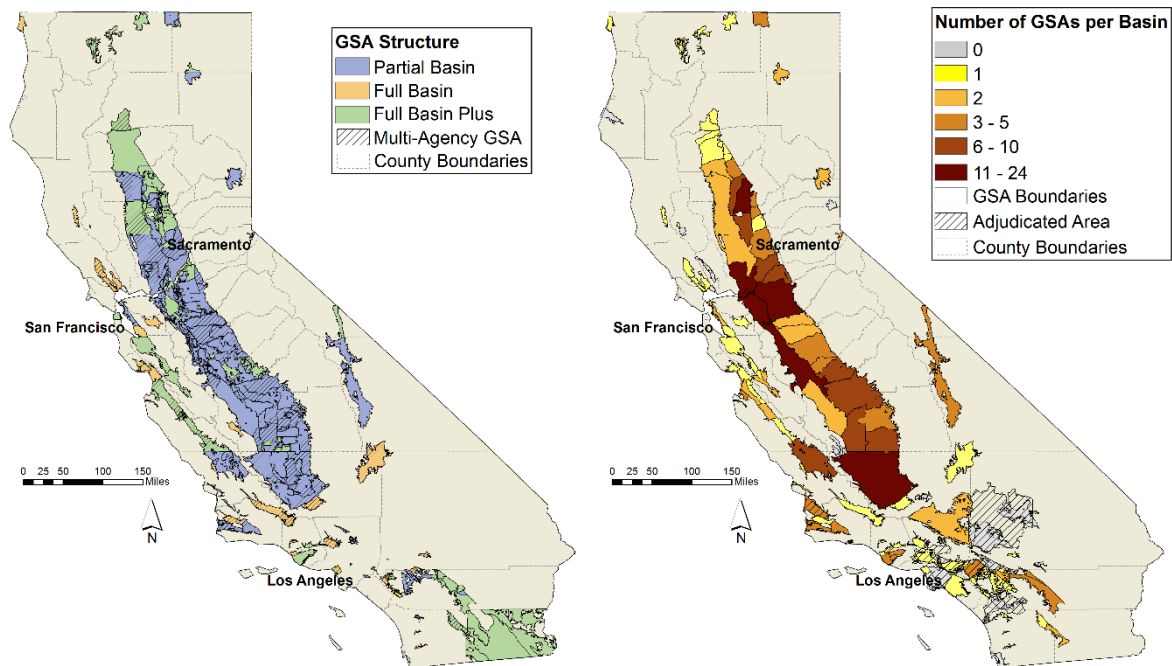 GSA Structure
Partial Basin
Full Basin
Full Basin Plus
Multi-Agency GSA
County Boundaries
Sacramento
San Francisco
0 25 50 100 150
Miles
N
Los Angeles
Number of GSAs per Basin
0
1
2
3 - 5
6 - 10
11 - 24
GSA Boundaries
Adjudicated Area
County Boundaries
Sacramento
San Francisco
0 25 50 100 150
Miles
N
Los Angeles